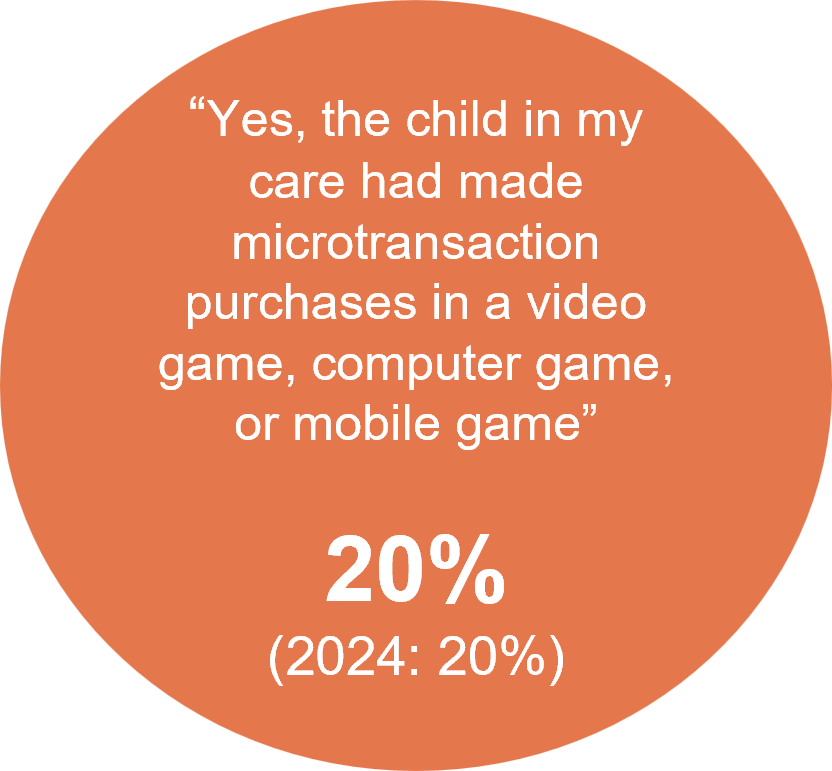 “Yes, the child in my
care had made
microtransaction
purchases in a video
game, computer game,
or mobile game”
20%
(2024: 20%)